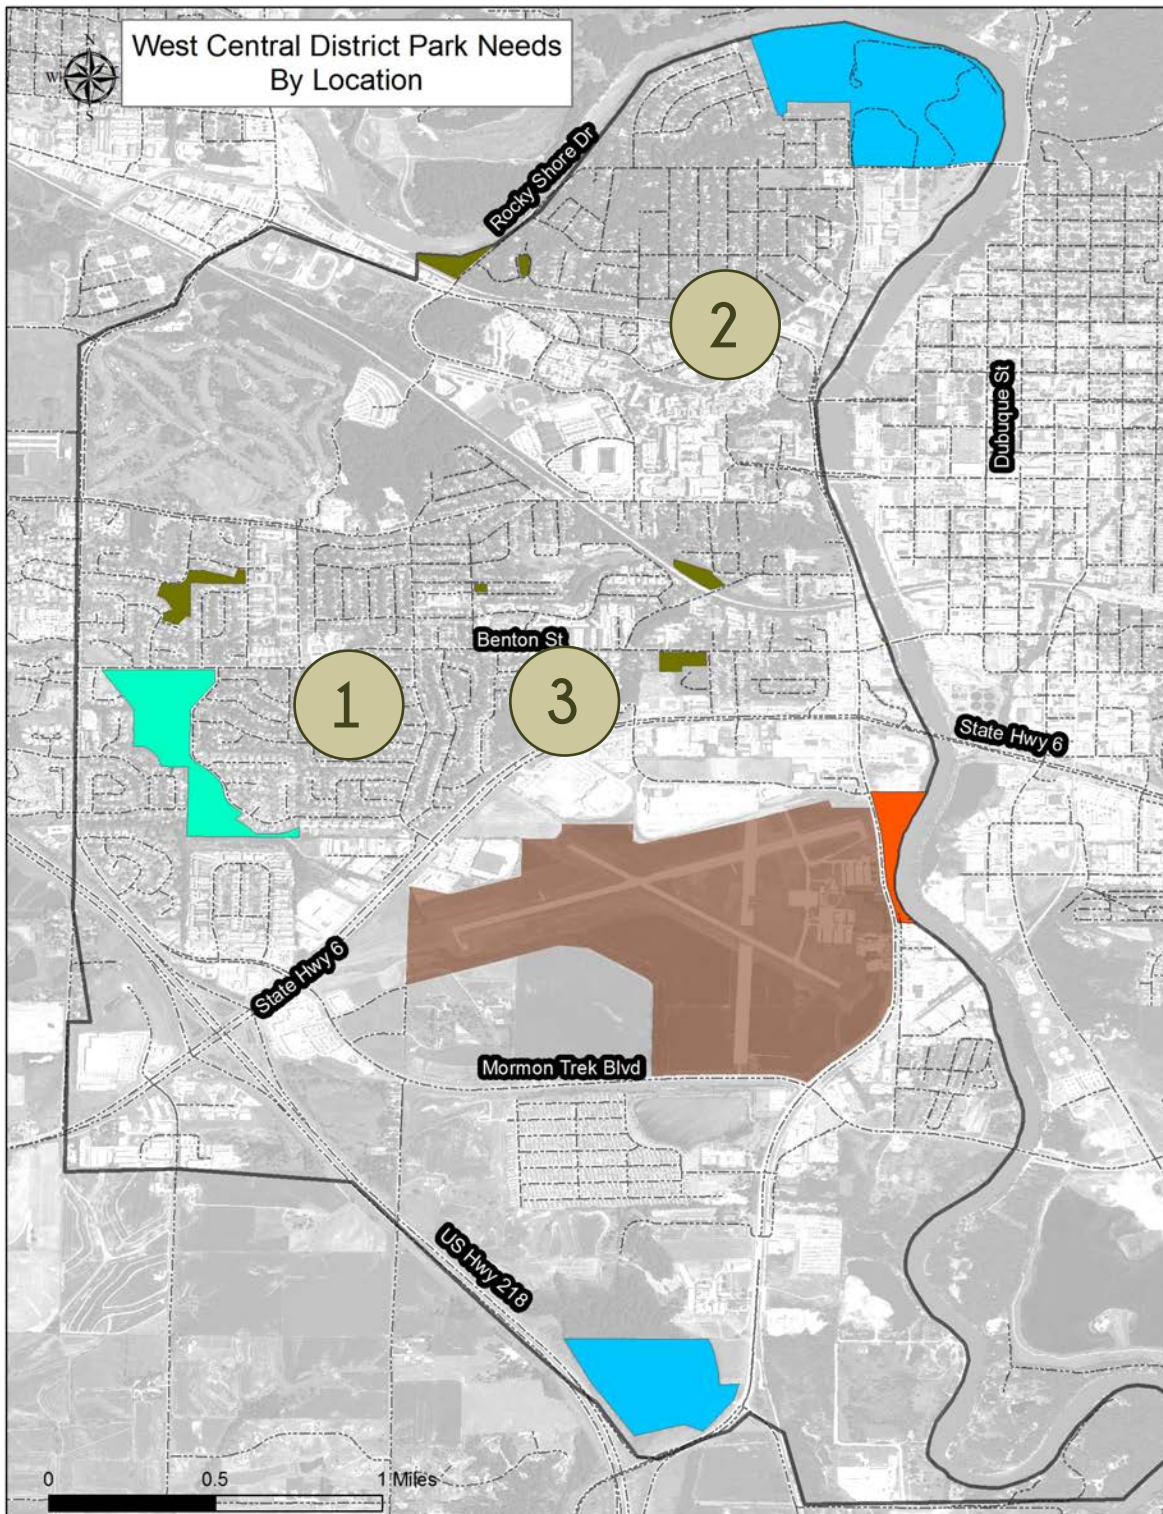 West Central District Park Needs
By Location
N
W
S
Rocky Shore Dr
2
Dubuque St
Benton St
1
3
State Hwy 6
State Hwy 6
Mormon Trek Blvd
US Hwy 218
0 0.5 1 Miles